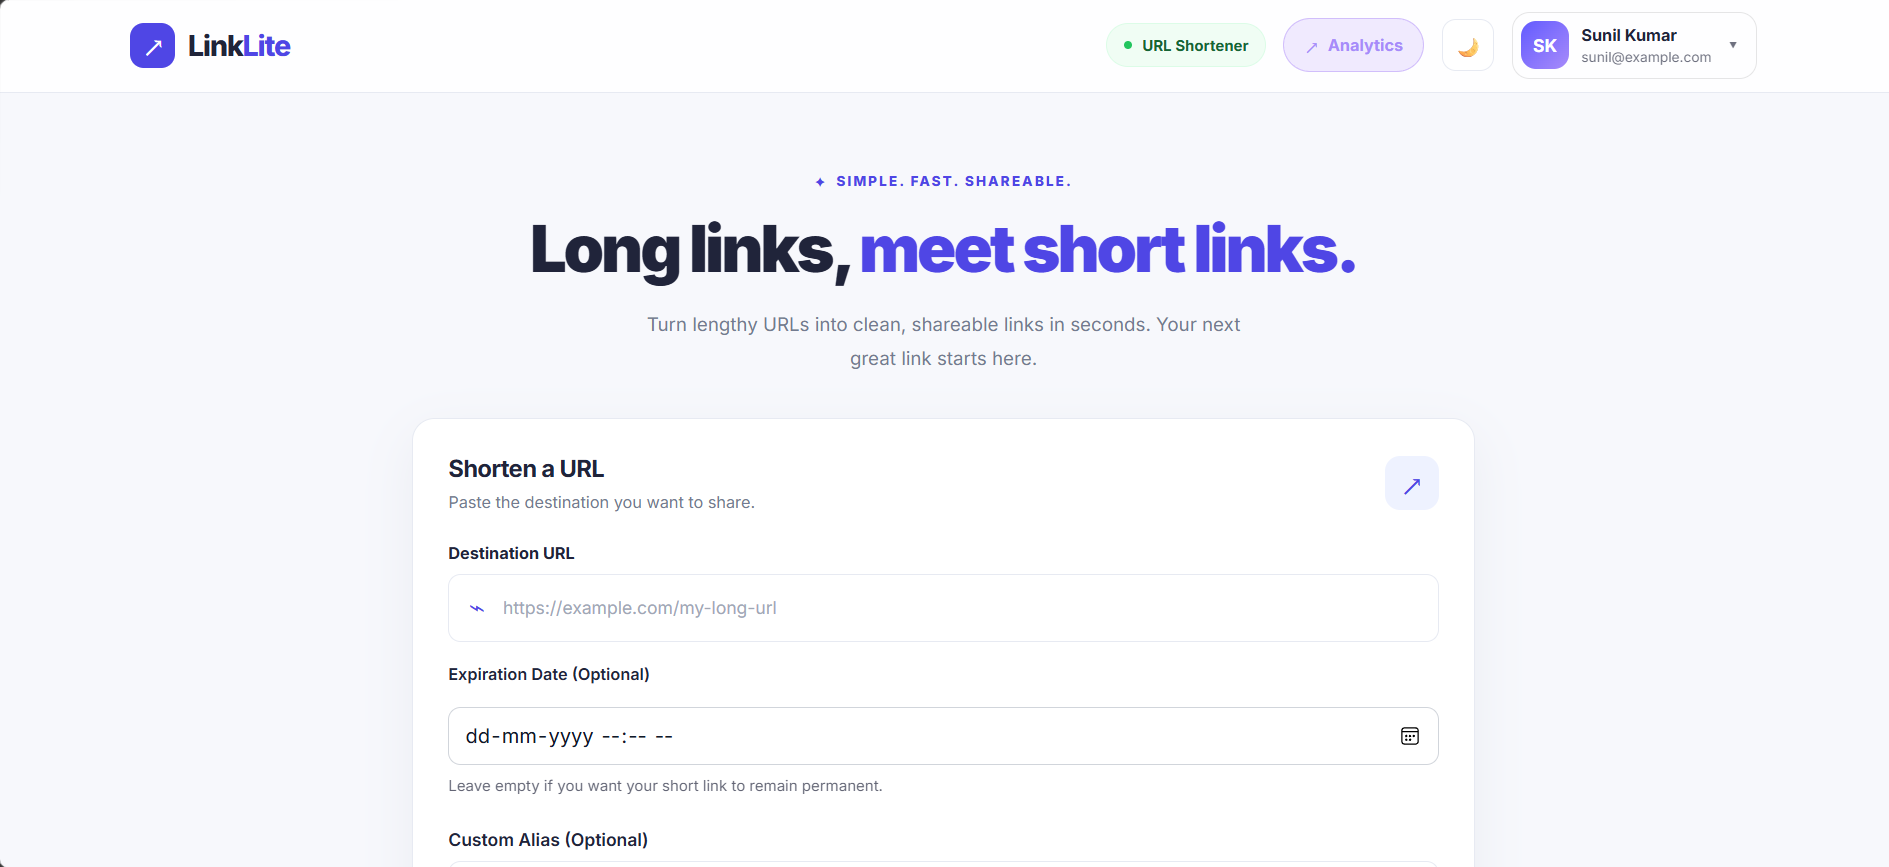 LinkLite
URL Shortener
Analytics
SK
Sunil Kumar
sunil@example.com
SIMPLE. FAST. SHAREABLE.
Long links, meet short links.
Turn lengthy URLs into clean, shareable links in seconds. Your next
great link starts here.
Shorten a URL
Paste the destination you want to share.
Destination URL
https://example.com/my-long-url
Expiration Date (Optional)
dd-mm-yyyy --:-- --
Leave empty if you want your short link to remain permanent.
Custom Alias (Optional)